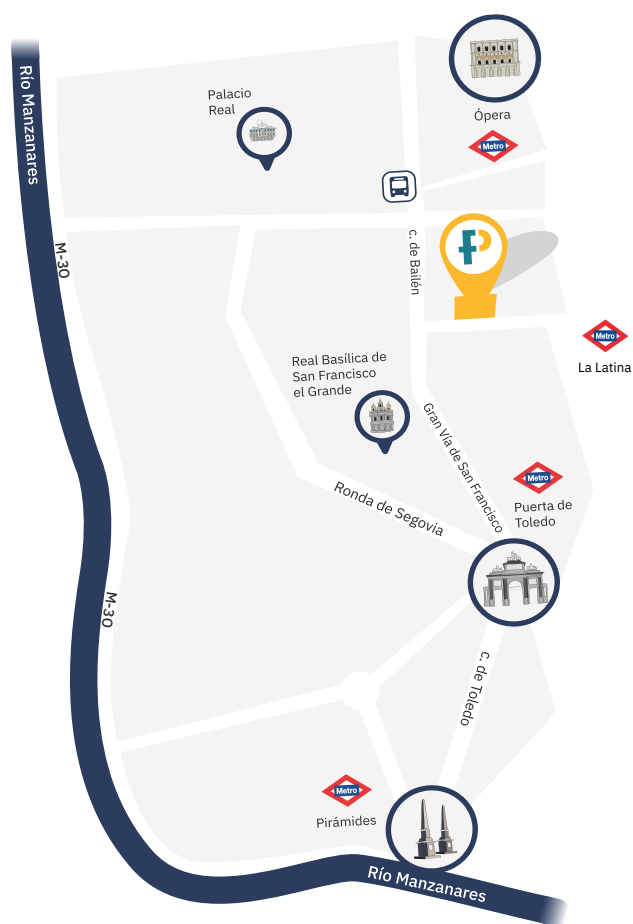 Río Manzanares
Palacio
Real
Ópera
Metro
M-30
c. de Bailén
fP
Metro
La Latina
Real Basílica de
San Francisco
el Grande
Gran Vía de San Francisco
Metro
Puerta de
Toledo
Ronda de Segovia
M-30
c. de Toledo
Metro
Pirámides
Río Manzanares